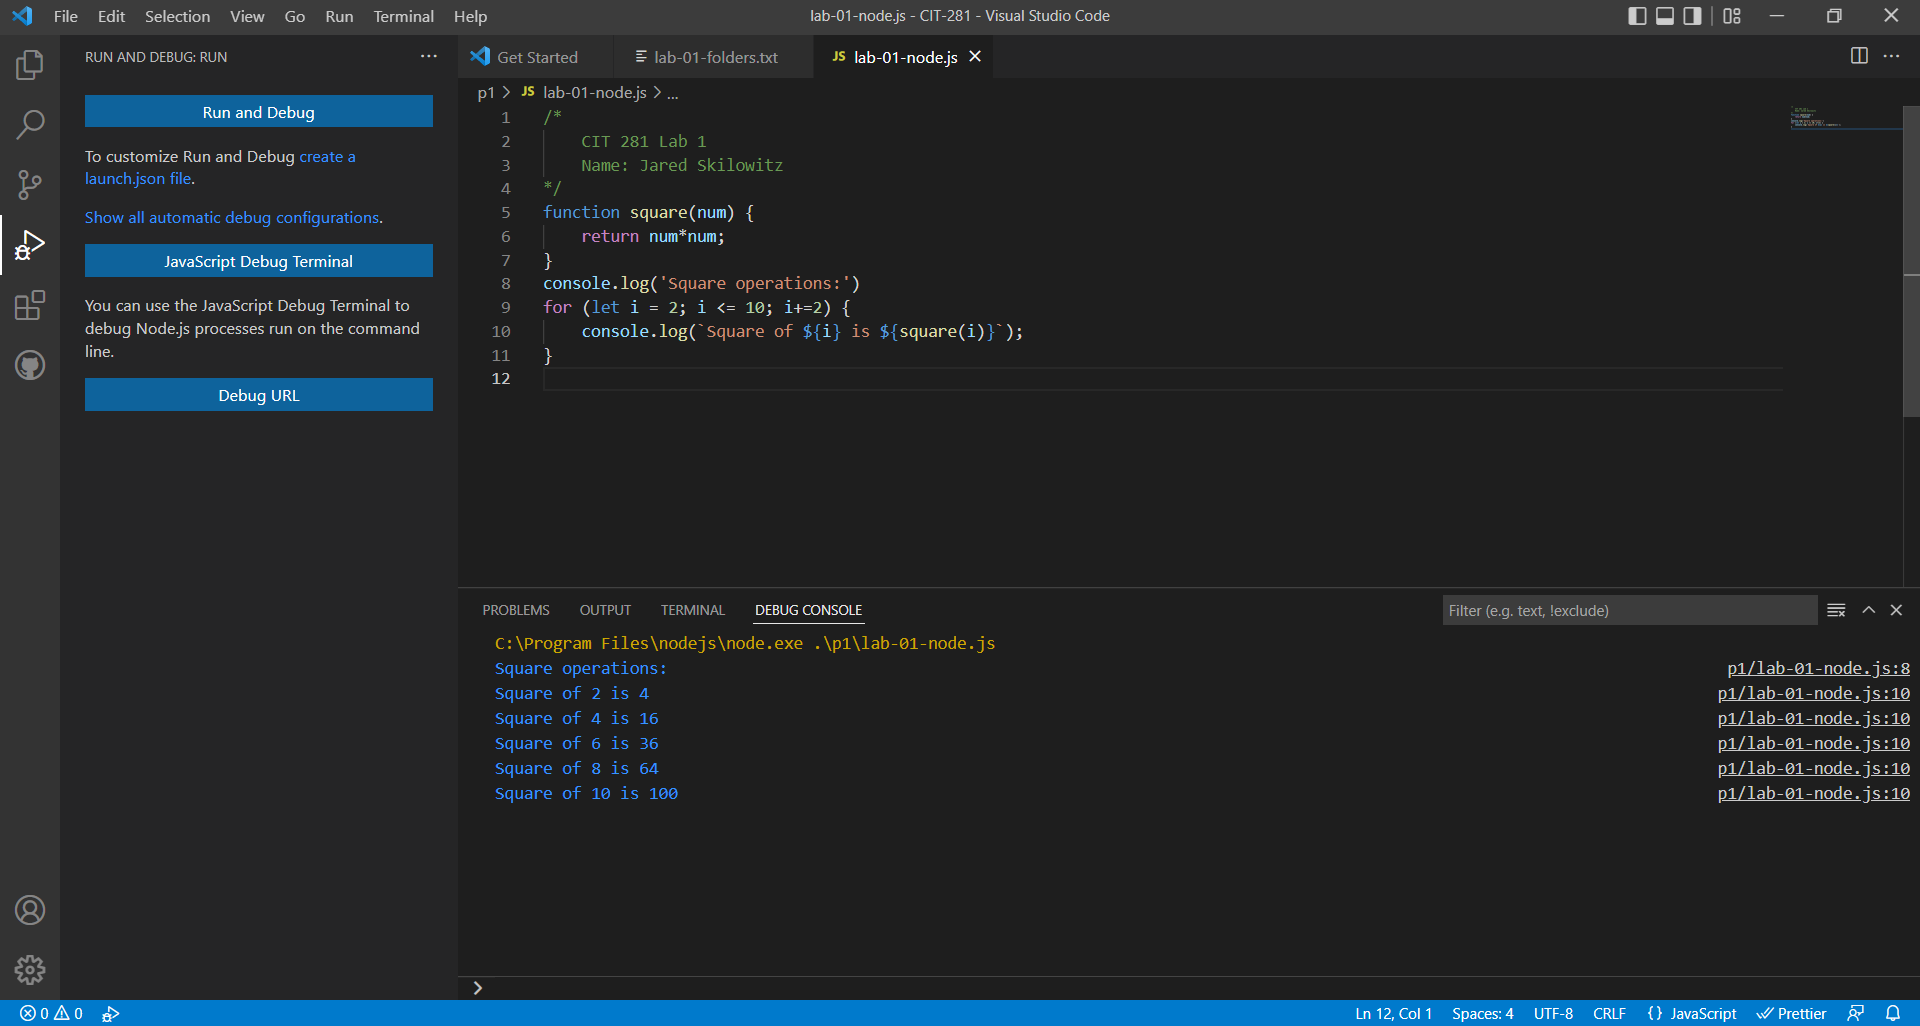 File Edit Selection View Go Run Terminal Help
lab-01-node.js - CIT-281 - Visual Studio Code
RUN AND DEBUG: RUN
Run and Debug
To customize Run and Debug create a
launch.json file.
Show all automatic debug configurations.
JavaScript Debug Terminal
You can use the JavaScript Debug Terminal to
debug Node.js processes run on the command
line.
Debug URL
Get Started
lab-01-folders.txt
JS lab-01-node.js
p1 > JS lab-01-node.js > ...
1 /*
2 CIT 281 Lab 1
3 Name: Jared Skilowitz
4 */
5 function square(num) {
6 return num*num;
7 }
8 console.log('Square operations:')
9 for (let i = 2; i <= 10; i+=2) {
10 console.log(`Square of ${i} is ${square(i)}`);
11 }
12
PROBLEMS OUTPUT TERMINAL DEBUG CONSOLE
Filter (e.g. text, !exclude)
C:\Program Files\nodejs\node.exe .\p1\lab-01-node.js
Square operations: p1/lab-01-node.js:8
Square of 2 is 4 p1/lab-01-node.js:10
Square of 4 is 16 p1/lab-01-node.js:10
Square of 6 is 36 p1/lab-01-node.js:10
Square of 8 is 64 p1/lab-01-node.js:10
Square of 10 is 100 p1/lab-01-node.js:10
>
0 0
Ln 12, Col 1 Spaces: 4 UTF-8 CRLF {} JavaScript Prettier